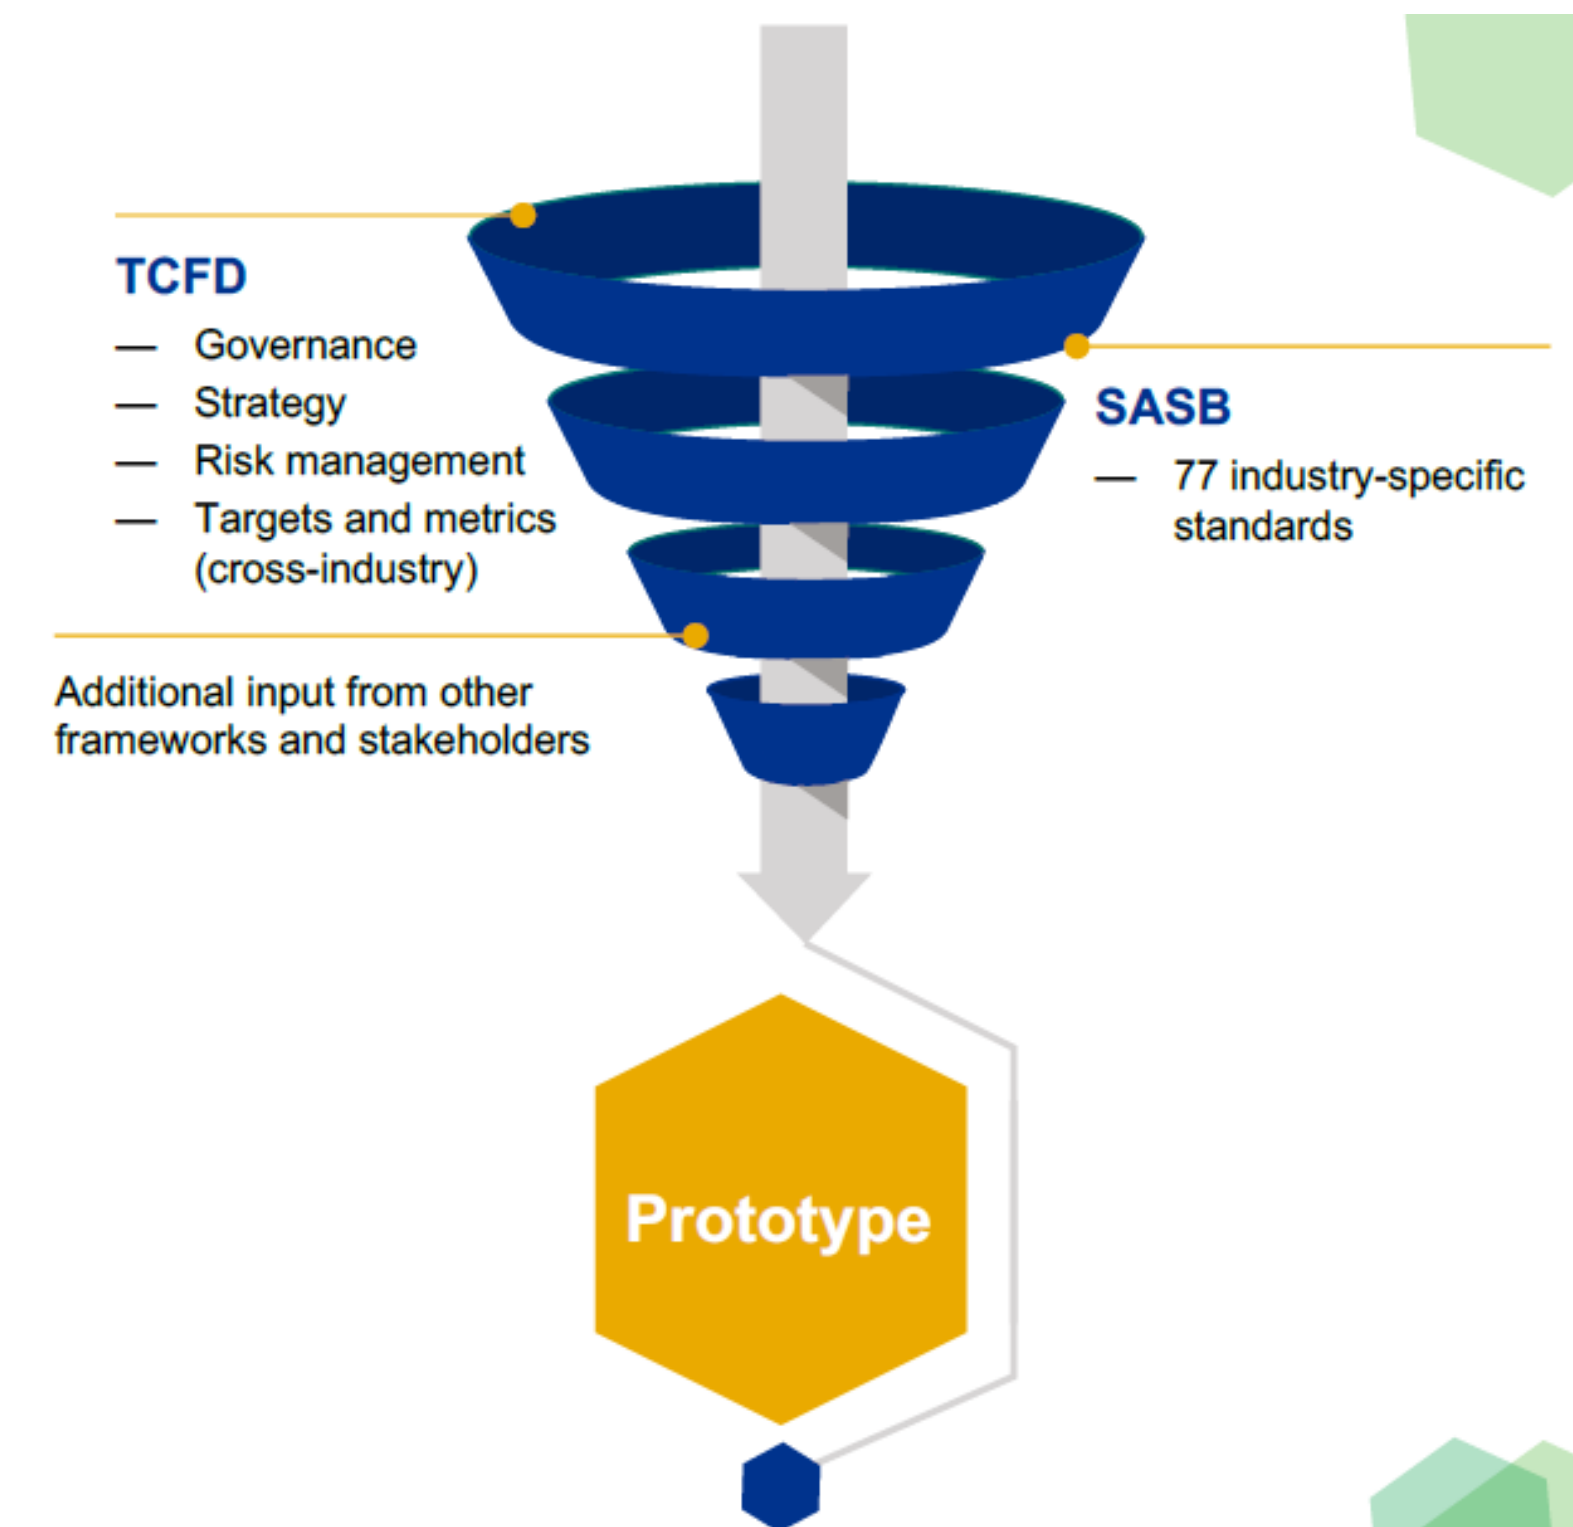 TCFD
— Governance
— Strategy
— Risk management
— Targets and metrics
(cross-industry)
SASB
— 77 industry-specific
standards
Additional input from other
frameworks and stakeholders
Prototype